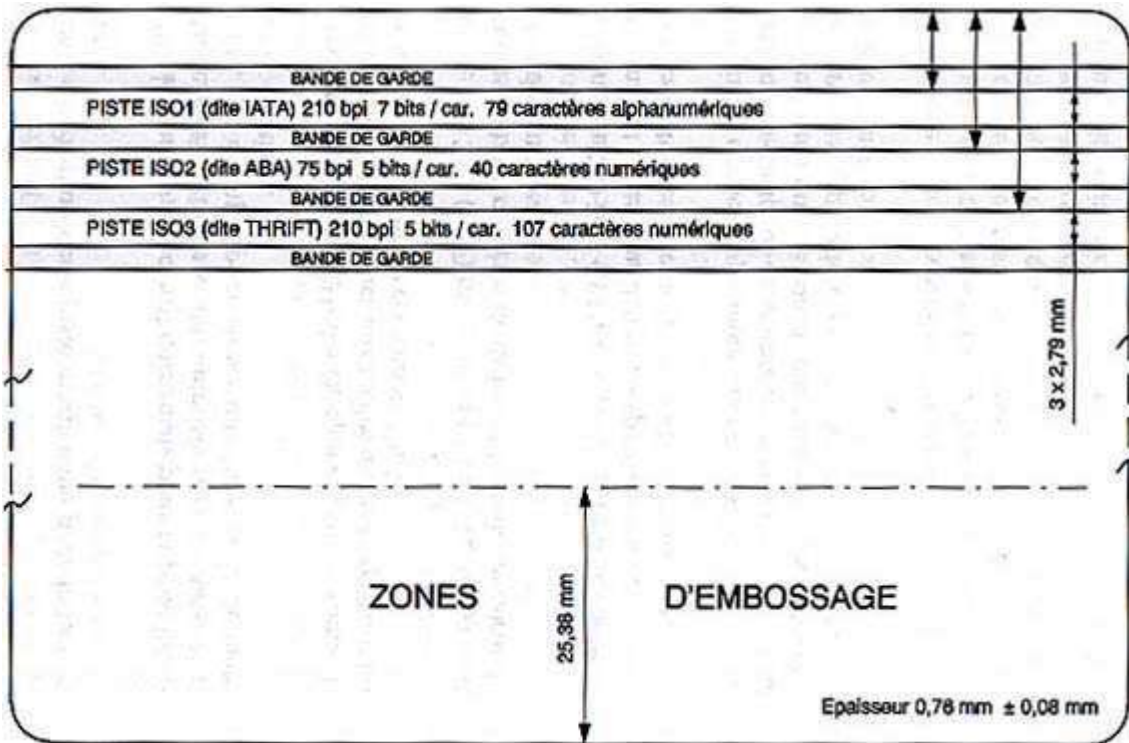 BANDE DE GARDE
PISTE ISO1 (dite IATA) 210 bpi 7 bits / car. 79 caractères alphanumériques
BANDE DE GARDE
PISTE ISO2 (dite ABA) 75 bpi 5 bits / car. 40 caractères numériques
BANDE DE GARDE
PISTE ISO3 (dite THRIFT) 210 bpi 5 bits / car. 107 caractères numériques
BANDE DE GARDE
3 x 2,79 mm
ZONES D'EMBOSSAGE
25,38 mm
Epaisseur 0,76 mm ± 0,08 mm